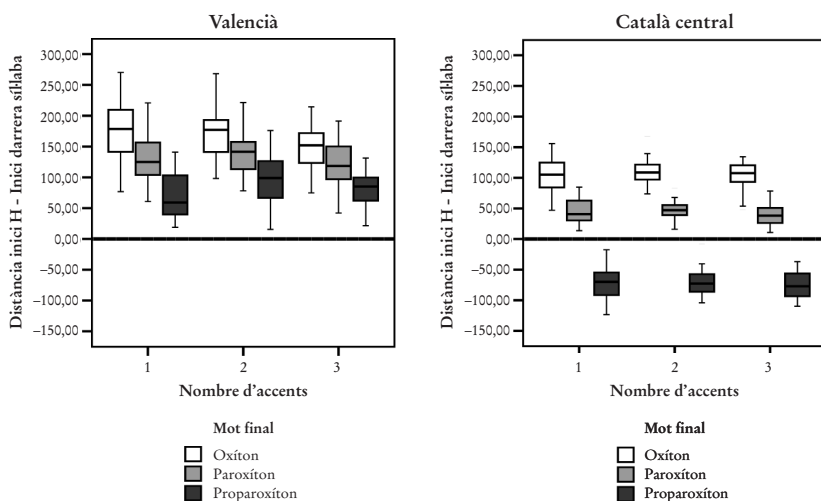 Valencià
Distància inici H - Inici darrera síl·laba
300,00
250,00
200,00
150,00
100,00
50,00
0,00
–50,00
–100,00
–150,00
1 2 3
Nombre d’accents
Mot final
Oxíton
Paroxíton
Proparoxíton
Català central
Distància inici H - Inici darrera síl·laba
300,00
250,00
200,00
150,00
100,00
50,00
0,00
–50,00
–100,00
–150,00
1 2 3
Nombre d’accents
Mot final
Oxíton
Paroxíton
Proparoxíton